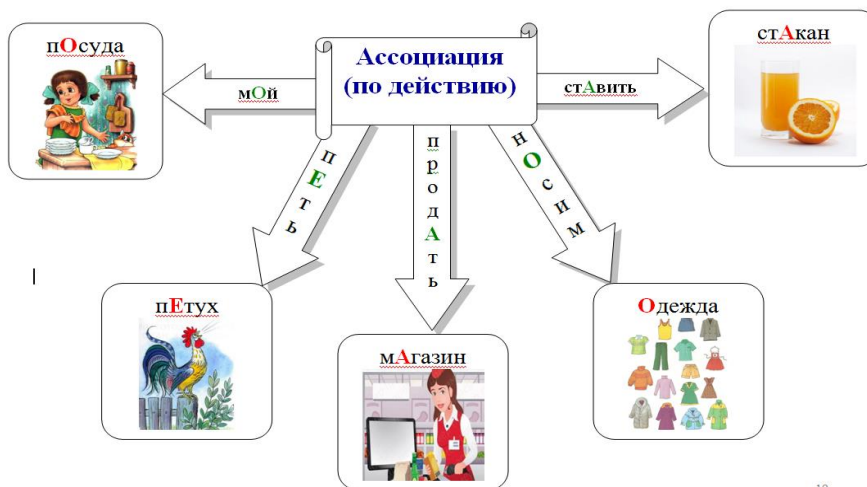 пОсуда
стАкан
Ассоциация
(по действию)
мОй
стАвить
пЕть
продАть
нОсим
пЕтух
Одежда
мАгазин